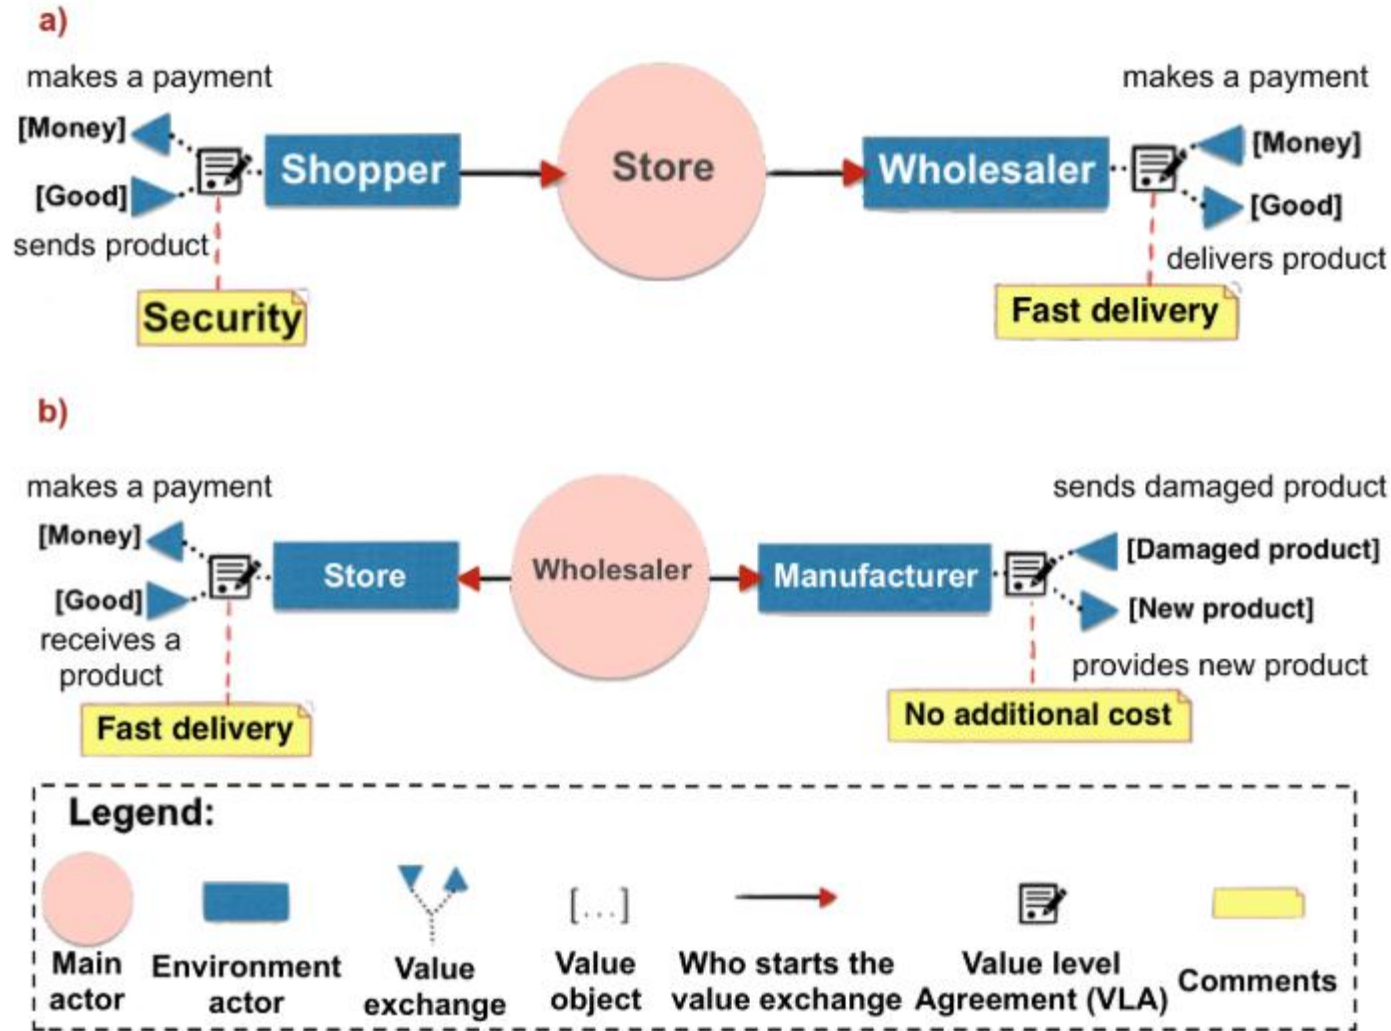 a)
makes a payment
makes a payment
[Money]
[Money]
Shopper
Store
Wholesaler
[Good]
[Good]
sends product
delivers product
Security
Fast delivery
b)
makes a payment
sends damaged product
[Money]
[Damaged product]
Store
Wholesaler
Manufacturer
[Good]
[New product]
receives a
product
provides new product
Fast delivery
No additional cost
Legend:
[...]
Main
actor
Environment
actor
Value
exchange
Value
object
Who starts the
value exchange
Value level
Agreement (VLA)
Comments